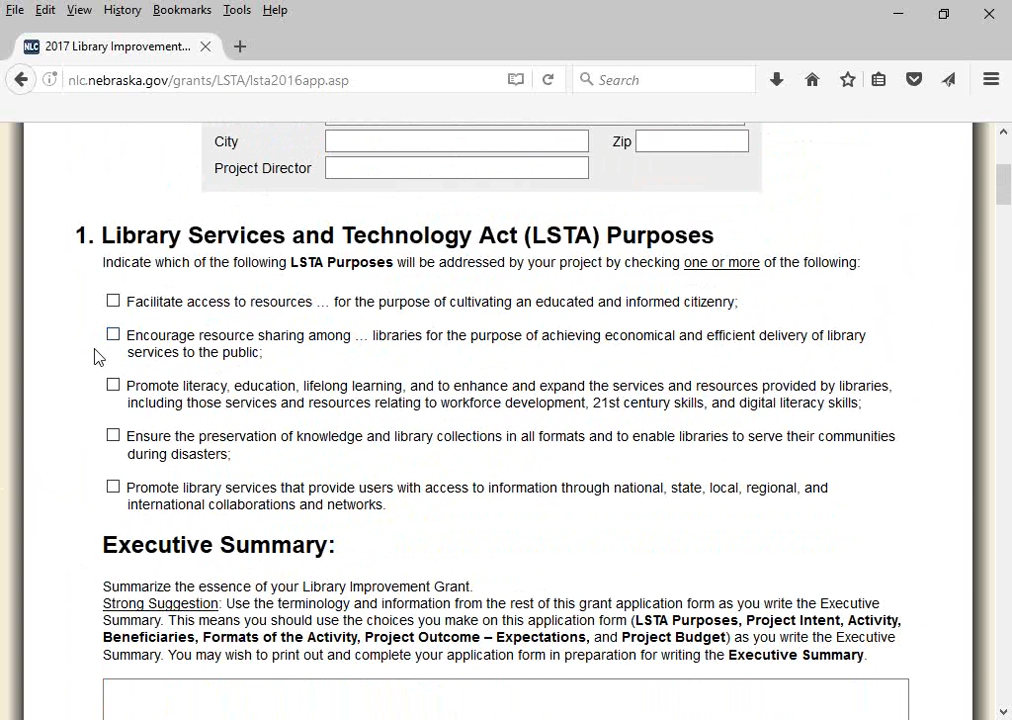 File Edit View History Bookmarks Tools Help
NLC 2017 Library Improvement...
nlc.nebraska.gov/grants/LSTA/lsta2016app.asp Search
City Zip
Project Director
1. Library Services and Technology Act (LSTA) Purposes
Indicate which of the following LSTA Purposes will be addressed by your project by checking one or more of the following:
Facilitate access to resources ... for the purpose of cultivating an educated and informed citizenry;
Encourage resource sharing among ... libraries for the purpose of achieving economical and efficient delivery of library
services to the public;
Promote literacy, education, lifelong learning, and to enhance and expand the services and resources provided by libraries,
including those services and resources relating to workforce development, 21st century skills, and digital literacy skills;
Ensure the preservation of knowledge and library collections in all formats and to enable libraries to serve their communities
during disasters;
Promote library services that provide users with access to information through national, state, local, regional, and
international collaborations and networks.
Executive Summary:
Summarize the essence of your Library Improvement Grant.
Strong Suggestion: Use the terminology and information from the rest of this grant application form as you write the Executive
Summary. This means you should use the choices you make on this application form (LSTA Purposes, Project Intent, Activity,
Beneficiaries, Formats of the Activity, Project Outcome – Expectations, and Project Budget) as you write the Executive
Summary. You may wish to print out and complete your application form in preparation for writing the Executive Summary.